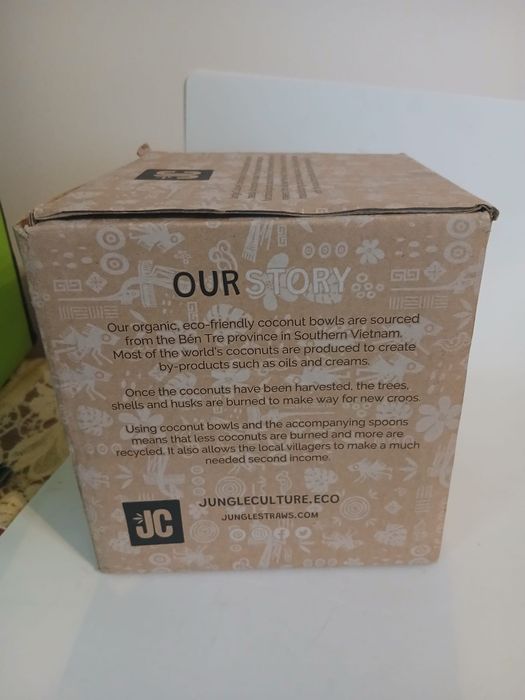 JC
OUR STORY
Our organic, eco-friendly coconut bowls are sourced
from the Bén Tre province in Southern Vietnam.
Most of the world's coconuts are produced to create
by-products such as oils and creams.
Once the coconuts have been harvested, the trees,
shells and husks are burned to make way for new crops.
Using coconut bowls and the accompanying spoons
means that less coconuts are burned and more are
recycled. It also allows the local villagers to make a much
needed second income.
JC
JUNGLECULTURE.ECO
JUNGLESTRAWS.COM